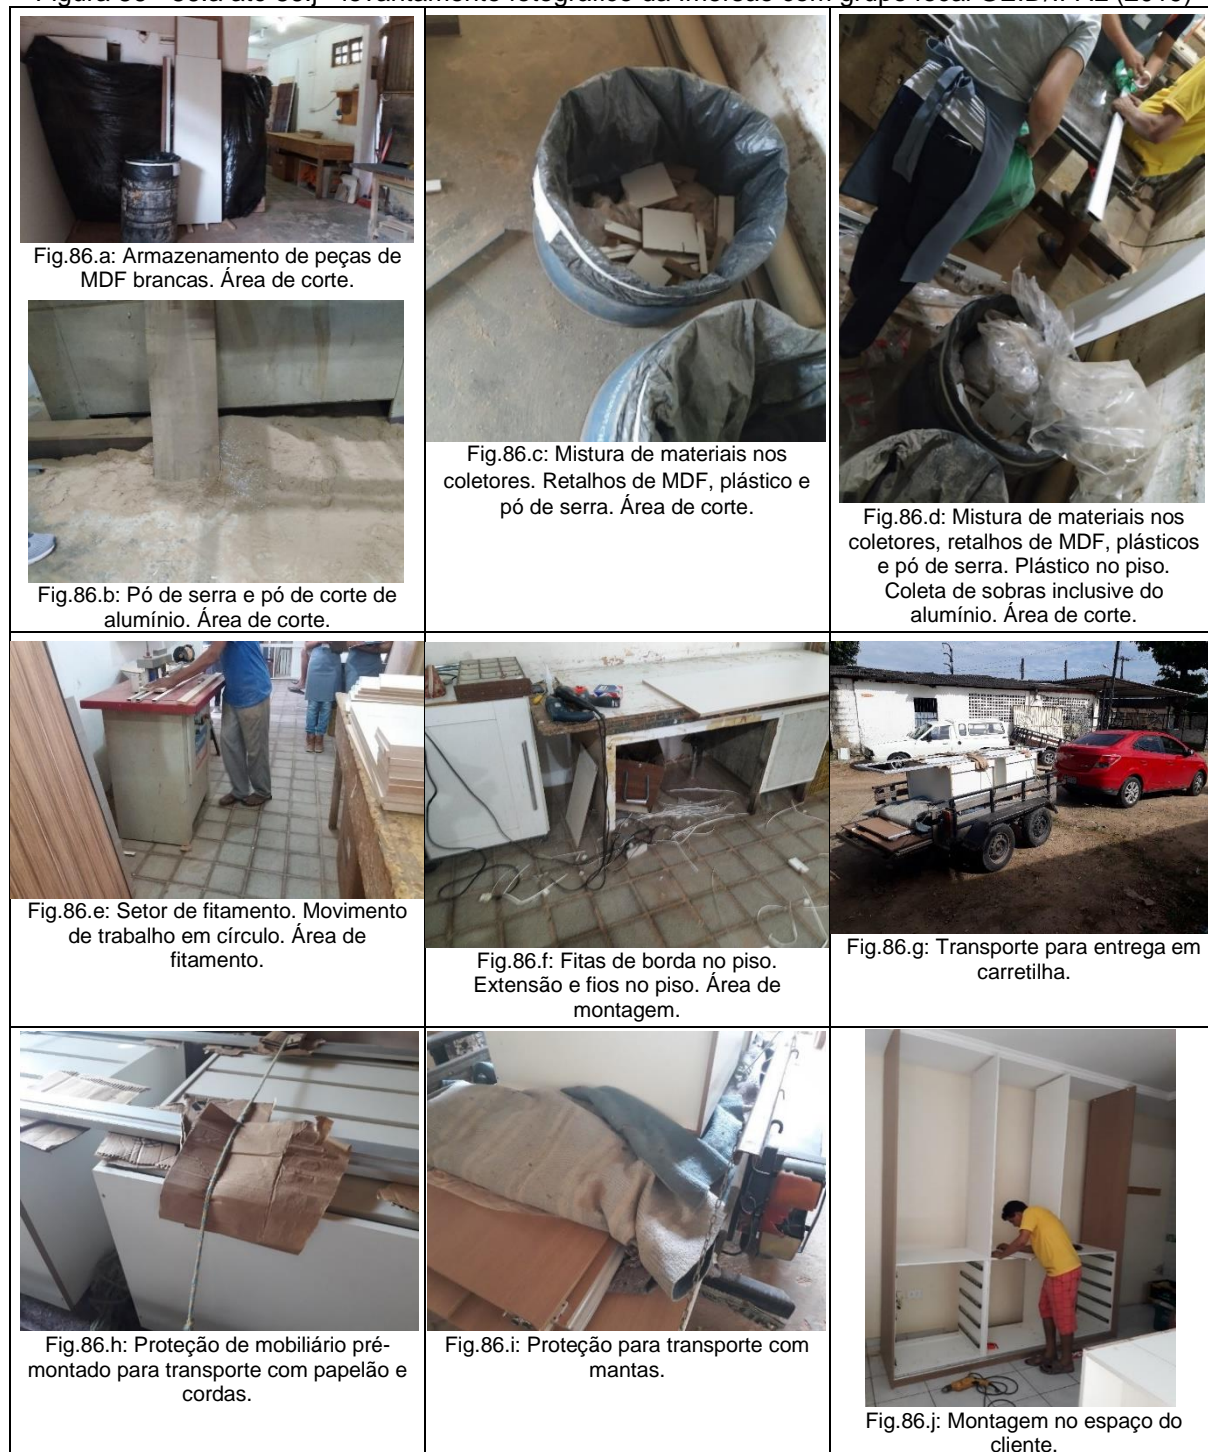 Fig.86.a: Armazenamento de peças de
MDF brancas. Área de corte.
Fig.86.b: Pó de serra e pó de corte de
alumínio. Área de corte.
Fig.86.c: Mistura de materiais nos
coletores. Retalhos de MDF, plástico e
pó de serra. Área de corte.
Fig.86.d: Mistura de materiais nos
coletores, retalhos de MDF, plásticos
e pó de serra. Plástico no piso.
Coleta de sobras inclusive do
alumínio. Área de corte.
Fig.86.e: Setor de fitamento. Movimento
de trabalho em círculo. Área de
fitamento.
Fig.86.f: Fitas de borda no piso.
Extensão e fios no piso. Área de
montagem.
Fig.86.g: Transporte para entrega em
carretilha.
Fig.86.h: Proteção de mobiliário pré-
montado para transporte com papelão e
cordas.
Fig.86.i: Proteção para transporte com
mantas.
Fig.86.j: Montagem no espaço do
cliente.